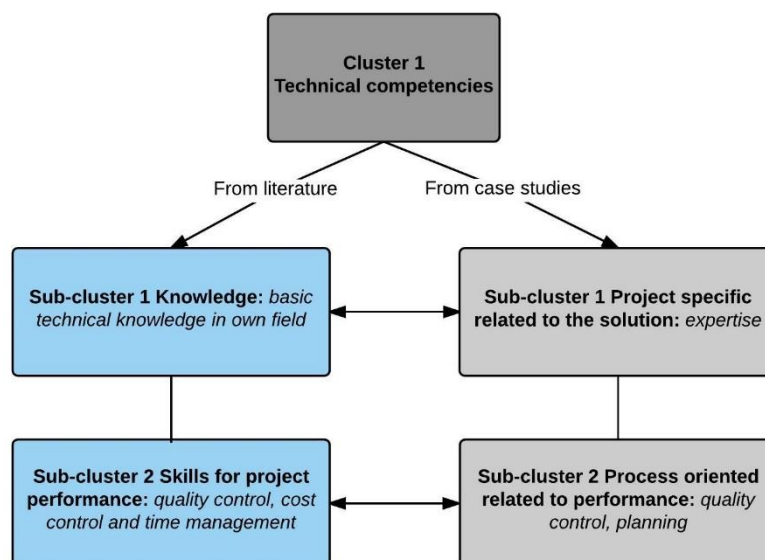 Cluster 1
Technical competencies
From literature
From case studies
Sub-cluster 1 Knowledge: basic
technical knowledge in own field
Sub-cluster 1 Project specific
related to the solution: expertise
Sub-cluster 2 Skills for project
performance: quality control, cost
control and time management
Sub-cluster 2 Process oriented
related to performance: quality
control, planning